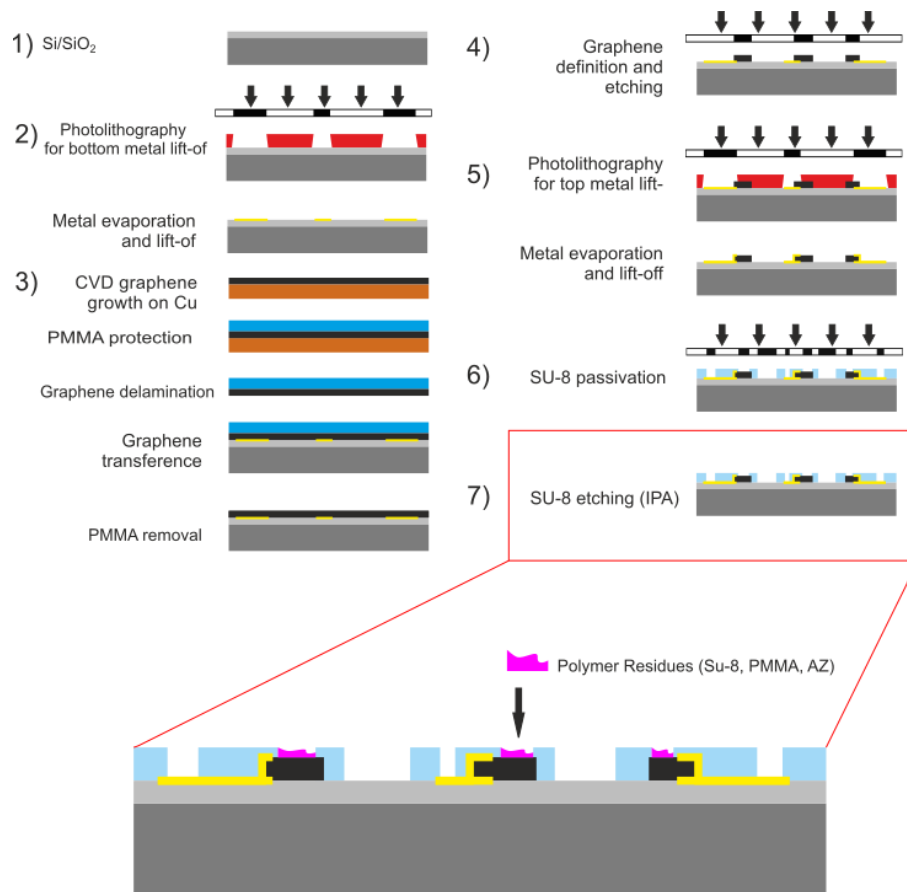 1) Si/SiO₂
2) Photolithography
for bottom metal lift-of
Metal evaporation
and lift-of
3) CVD graphene
growth on Cu
PMMA protection
Graphene delamination
Graphene
transference
PMMA removal
4) Graphene
definition and
etching
5) Photolithography
for top metal lift-
Metal evaporation
and lift-off
6) SU-8 passivation
7) SU-8 etching (IPA)
Polymer Residues (Su-8, PMMA, AZ)